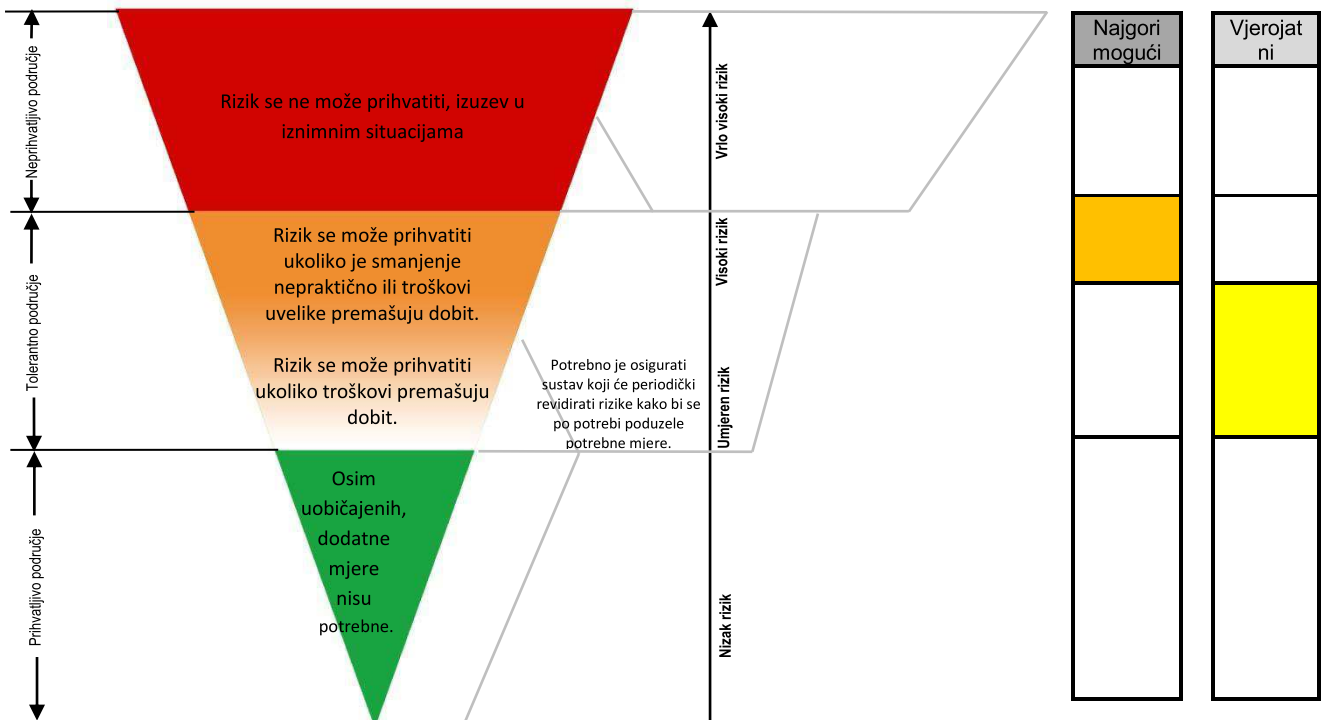 Neprihvatljivo područje
Rizik se ne može prihvatiti, izuzev u
iznimnim situacijama
Vrlo visoki rizik
Najgori
mogući
Vjerojat
ni
Tolerantno područje
Rizik se može prihvatiti
ukoliko je smanjenje
nepraktično ili troškovi
uvelike premašuju dobit.
Rizik se može prihvatiti
ukoliko troškovi premašuju
dobit.
Visoki rizik
Potrebno je osigurati
sustav koji će periodički
revidirati rizike kako bi se
po potrebi poduzele
potrebne mjere.
Umjeren rizik
Prihvatljivo područje
Osim
uobičajenih,
dodatne
mjere
nisu
potrebne.
Nizak rizik